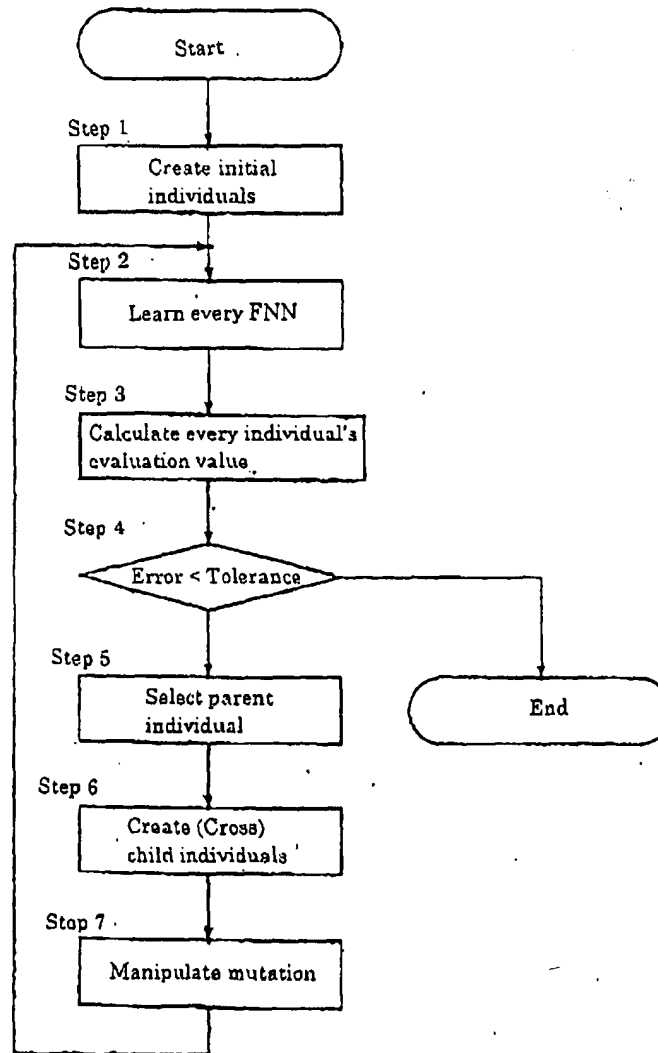 Start
Step 1
Create initial
individuals
Step 2
Learn every FNN
Step 3
Calculate every individual's
evaluation value
Step 4
Error < Tolerance
Step 5
Select parent
individual
End
Step 6
Create (Cross)
child individuals
Step 7
Manipulate mutation